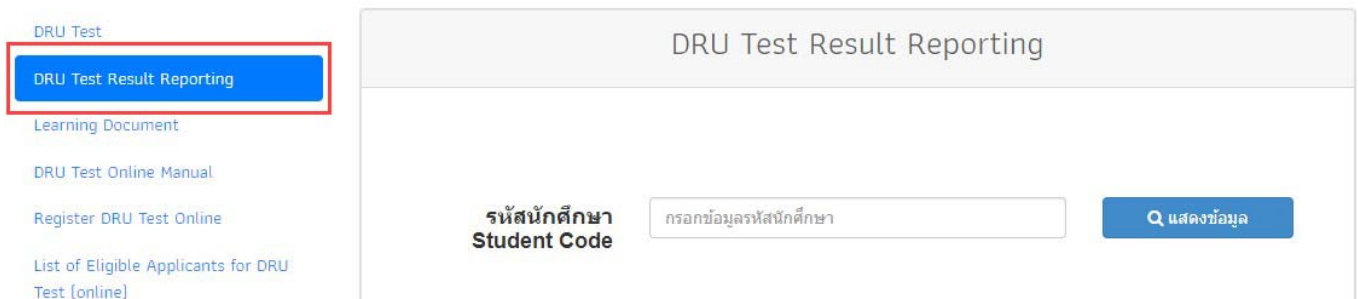 DRU Test
DRU Test Result Reporting
Learning Document
DRU Test Online Manual
Register DRU Test Online
List of Eligible Applicants for DRU
Test [online]
DRU Test Result Reporting
รหัสนักศึกษา
Student Code
กรอกข้อมูลรหัสนักศึกษา
แสดงข้อมูล